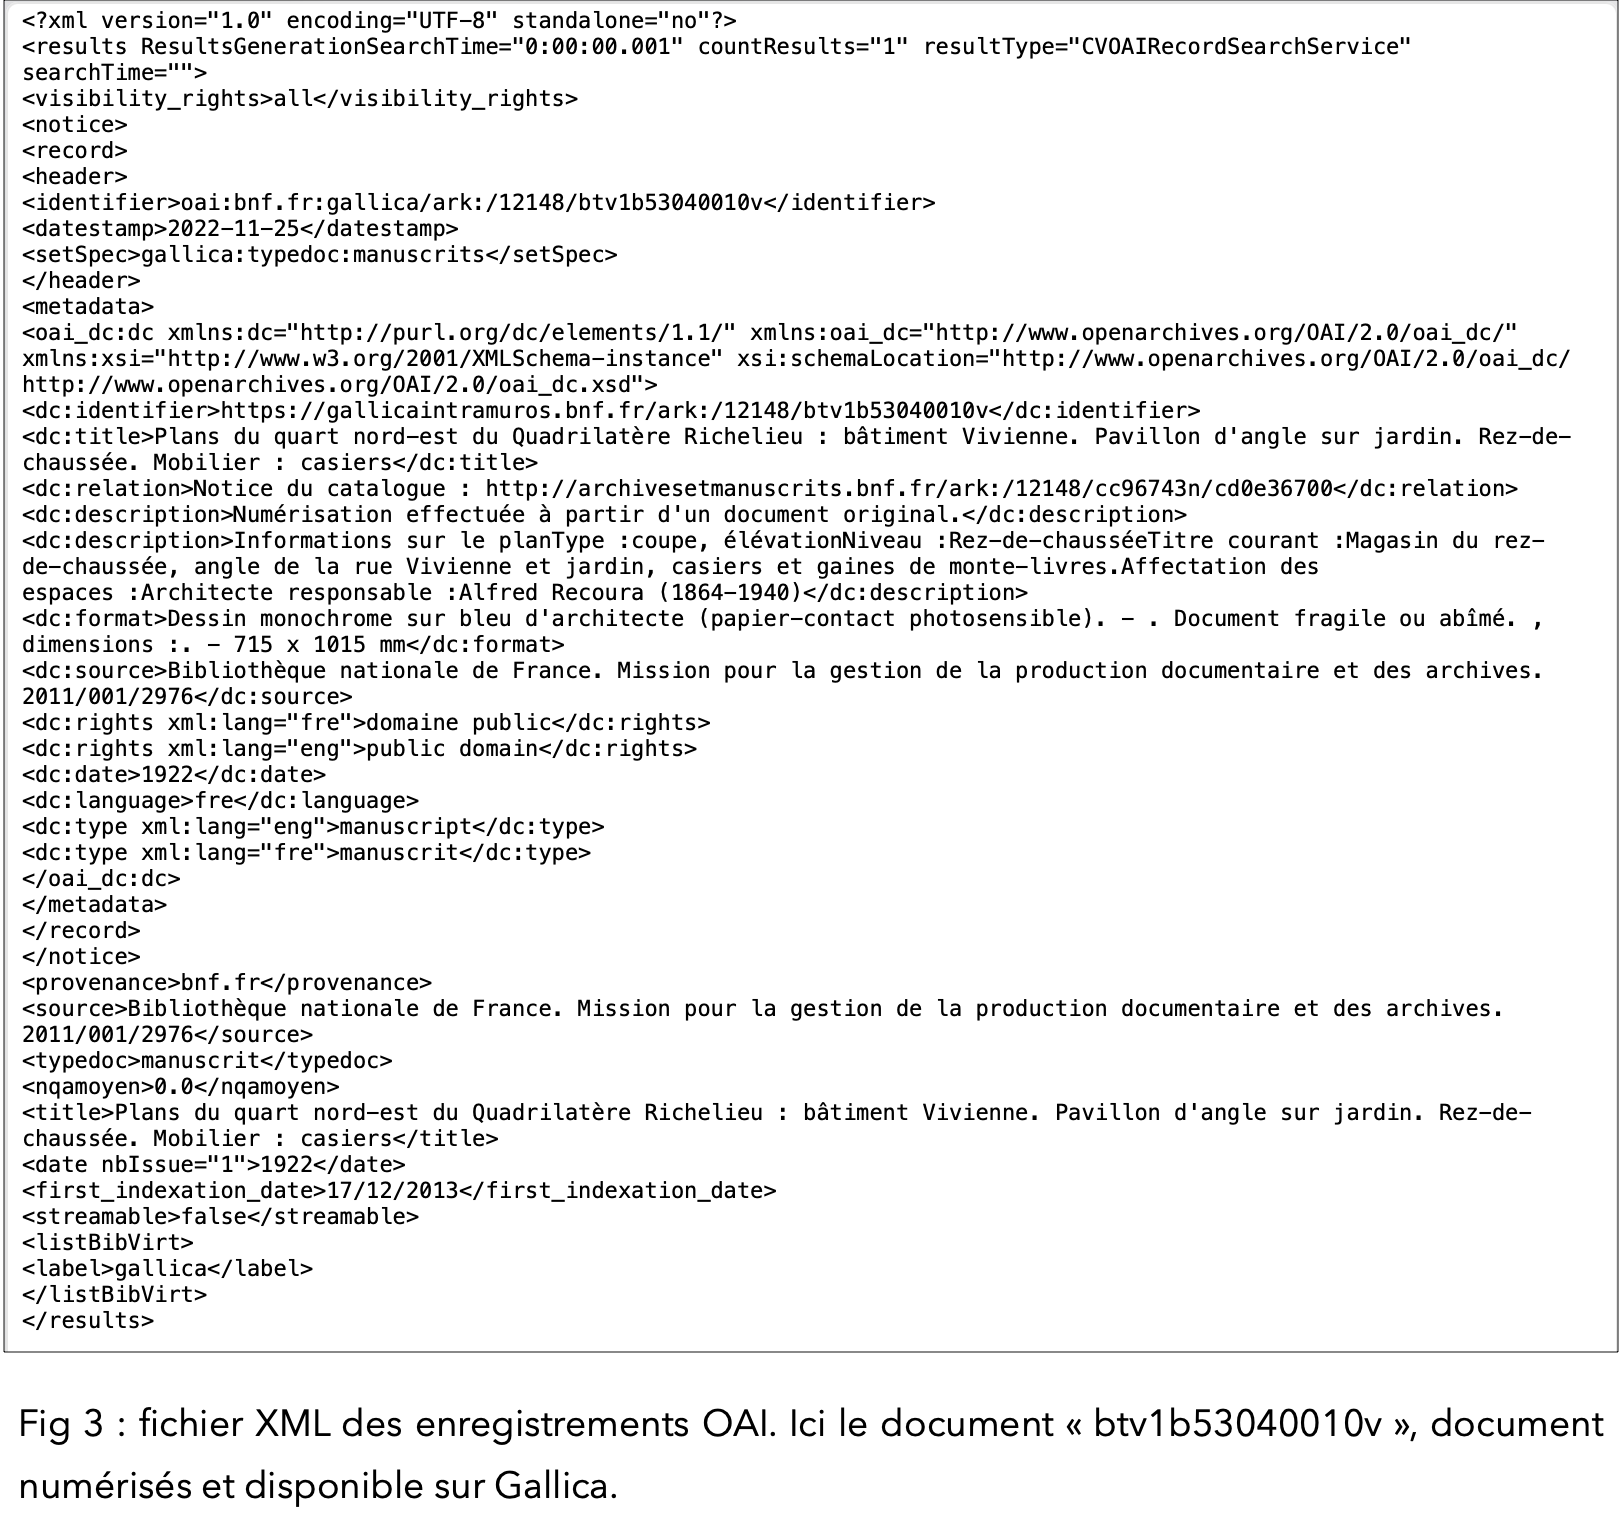 <?xml version="1.0" encoding="UTF-8" standalone="no"?>
<results ResultsGenerationSearchTime="0:00:00.001" countResults="1" resultType="CVOAIRecordSearchService"
searchTime="">
<visibility_rights>all</visibility_rights>
<notice>
<record>
<header>
<identifier>oai:bnf.fr:gallica/ark:/12148/btv1b53040010v</identifier>
<datestamp>2022-11-25</datestamp>
<setSpec>gallica:typedoc:manuscrits</setSpec>
</header>
<metadata>
<oai_dc:dc xmlns:dc="http://purl.org/dc/elements/1.1/" xmlns:oai_dc="http://www.openarchives.org/OAI/2.0/oai_dc/"
xmlns:xsi="http://www.w3.org/2001/XMLSchema-instance" xsi:schemaLocation="http://www.openarchives.org/OAI/2.0/oai_dc/
http://www.openarchives.org/OAI/2.0/oai_dc.xsd">
<dc:identifier>https://gallicaintramuros.bnf.fr/ark:/12148/btv1b53040010v</dc:identifier>
<dc:title>Plans du quart nord-est du Quadrilatère Richelieu : bâtiment Vivienne. Pavillon d'angle sur jardin. Rez-de-
chaussée. Mobilier : casiers</dc:title>
<dc:relation>Notice du catalogue : http://archivesetmanuscrits.bnf.fr/ark:/12148/cc96743n/cd0e36700</dc:relation>
<dc:description>Numérisation effectuée à partir d'un document original.</dc:description>
<dc:description>Informations sur le planType :coupe, élévationNiveau :Rez-de-chausséeTitre courant :Magasin du rez-
de-chaussée, angle de la rue Vivienne et jardin, casiers et gaines de monte-livres.Affectation des
espaces :Architecte responsable :Alfred Recoura (1864-1940)</dc:description>
<dc:format>Dessin monochrome sur bleu d'architecte (papier-contact photosensible). - . Document fragile ou abîmé. ,
dimensions :. - 715 x 1015 mm</dc:format>
<dc:source>Bibliothèque nationale de France. Mission pour la gestion de la production documentaire et des archives.
2011/001/2976</dc:source>
<dc:rights xml:lang="fre">domaine public</dc:rights>
<dc:rights xml:lang="eng">public domain</dc:rights>
<dc:date>1922</dc:date>
<dc:language>fre</dc:language>
<dc:type xml:lang="eng">manuscript</dc:type>
<dc:type xml:lang="fre">manuscrit</dc:type>
</oai_dc:dc>
</metadata>
</record>
</notice>
<provenance>bnf.fr</provenance>
<source>Bibliothèque nationale de France. Mission pour la gestion de la production documentaire et des archives.
2011/001/2976</source>
<typedoc>manuscrit</typedoc>
<nqamoyen>0.0</nqamoyen>
<title>Plans du quart nord-est du Quadrilatère Richelieu : bâtiment Vivienne. Pavillon d'angle sur jardin. Rez-de-
chaussée. Mobilier : casiers</title>
<date nbIssue="1">1922</date>
<first_indexation_date>17/12/2013</first_indexation_date>
<streamable>false</streamable>
<listBibVirt>
<label>gallica</label>
</listBibVirt>
</results>
Fig 3 : fichier XML des enregistrements OAI. Ici le document « btv1b53040010v », document
numérisés et disponible sur Gallica.